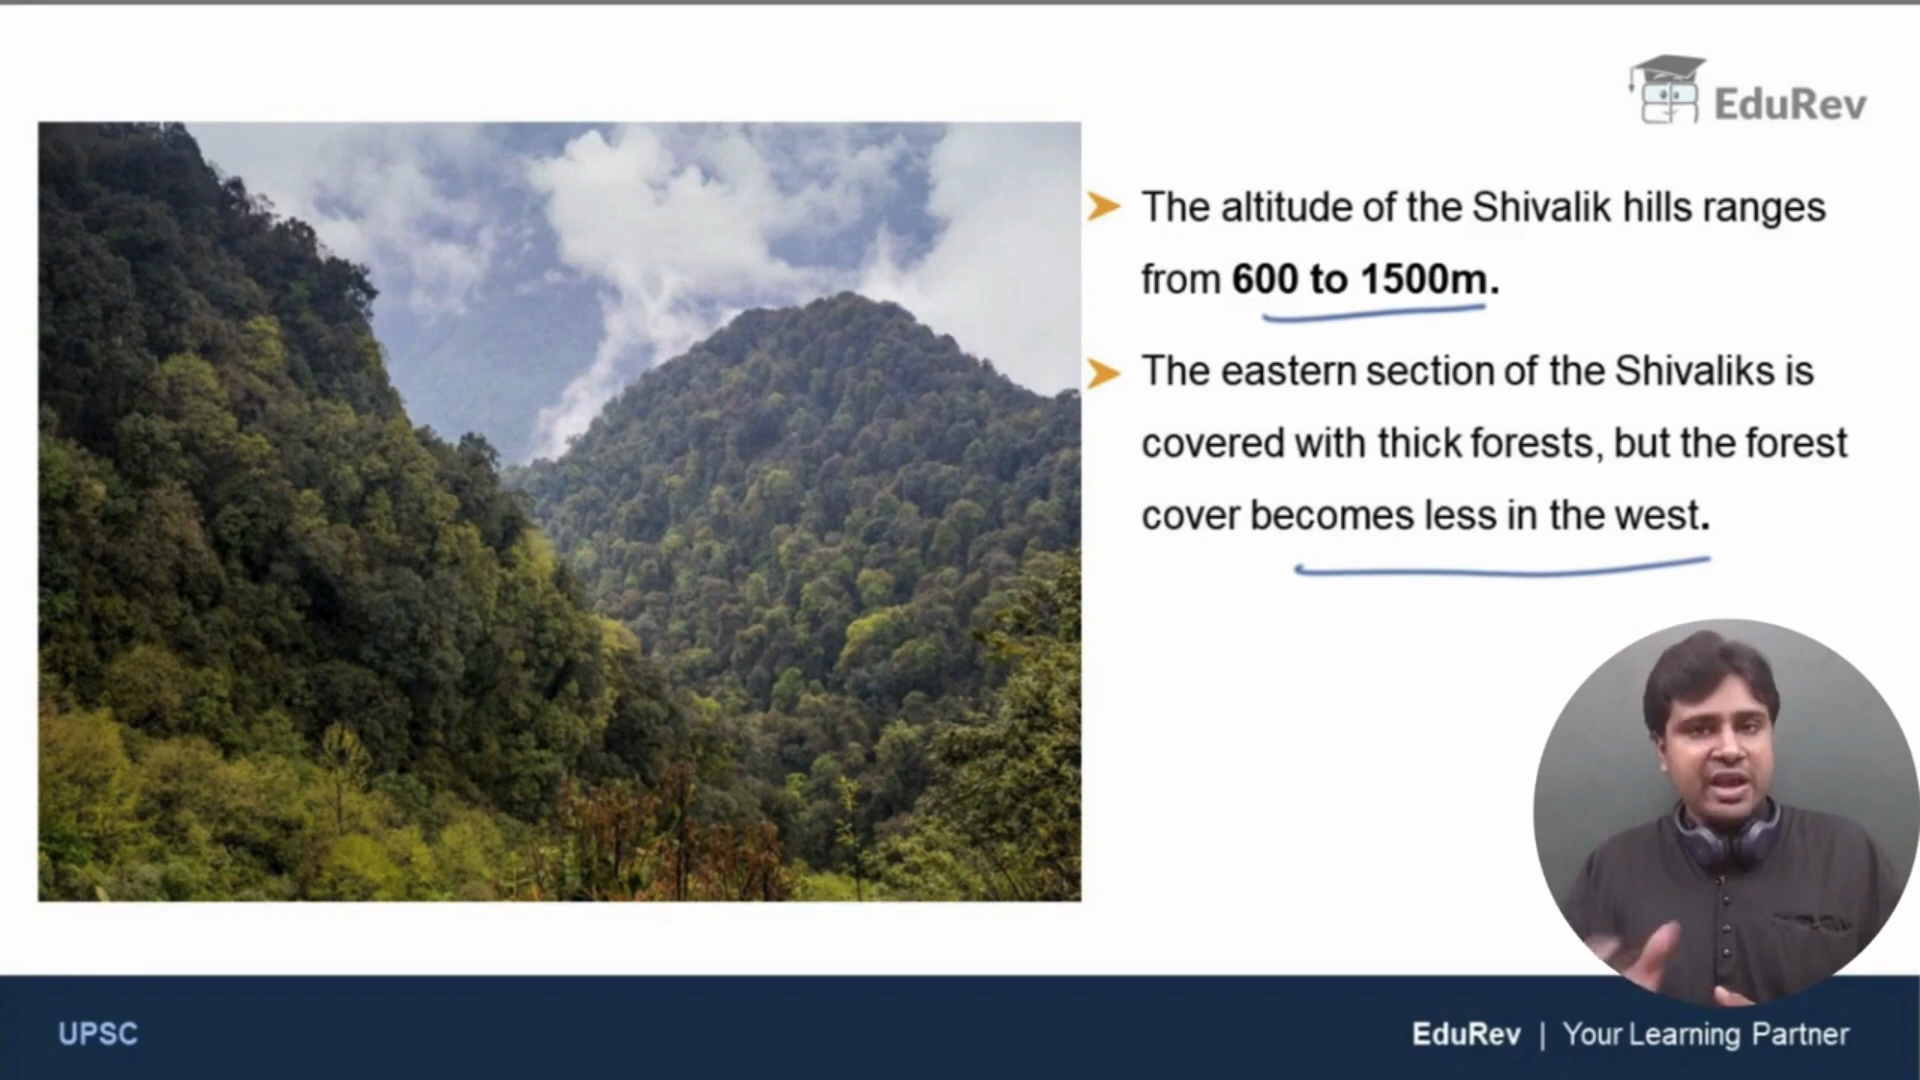 EduRev
The altitude of the Shivalik hills ranges
from 600 to 1500m.
The eastern section of the Shivaliks is
covered with thick forests, but the forest
cover becomes less in the west.
UPSC
EduRev | Your Learning Partner